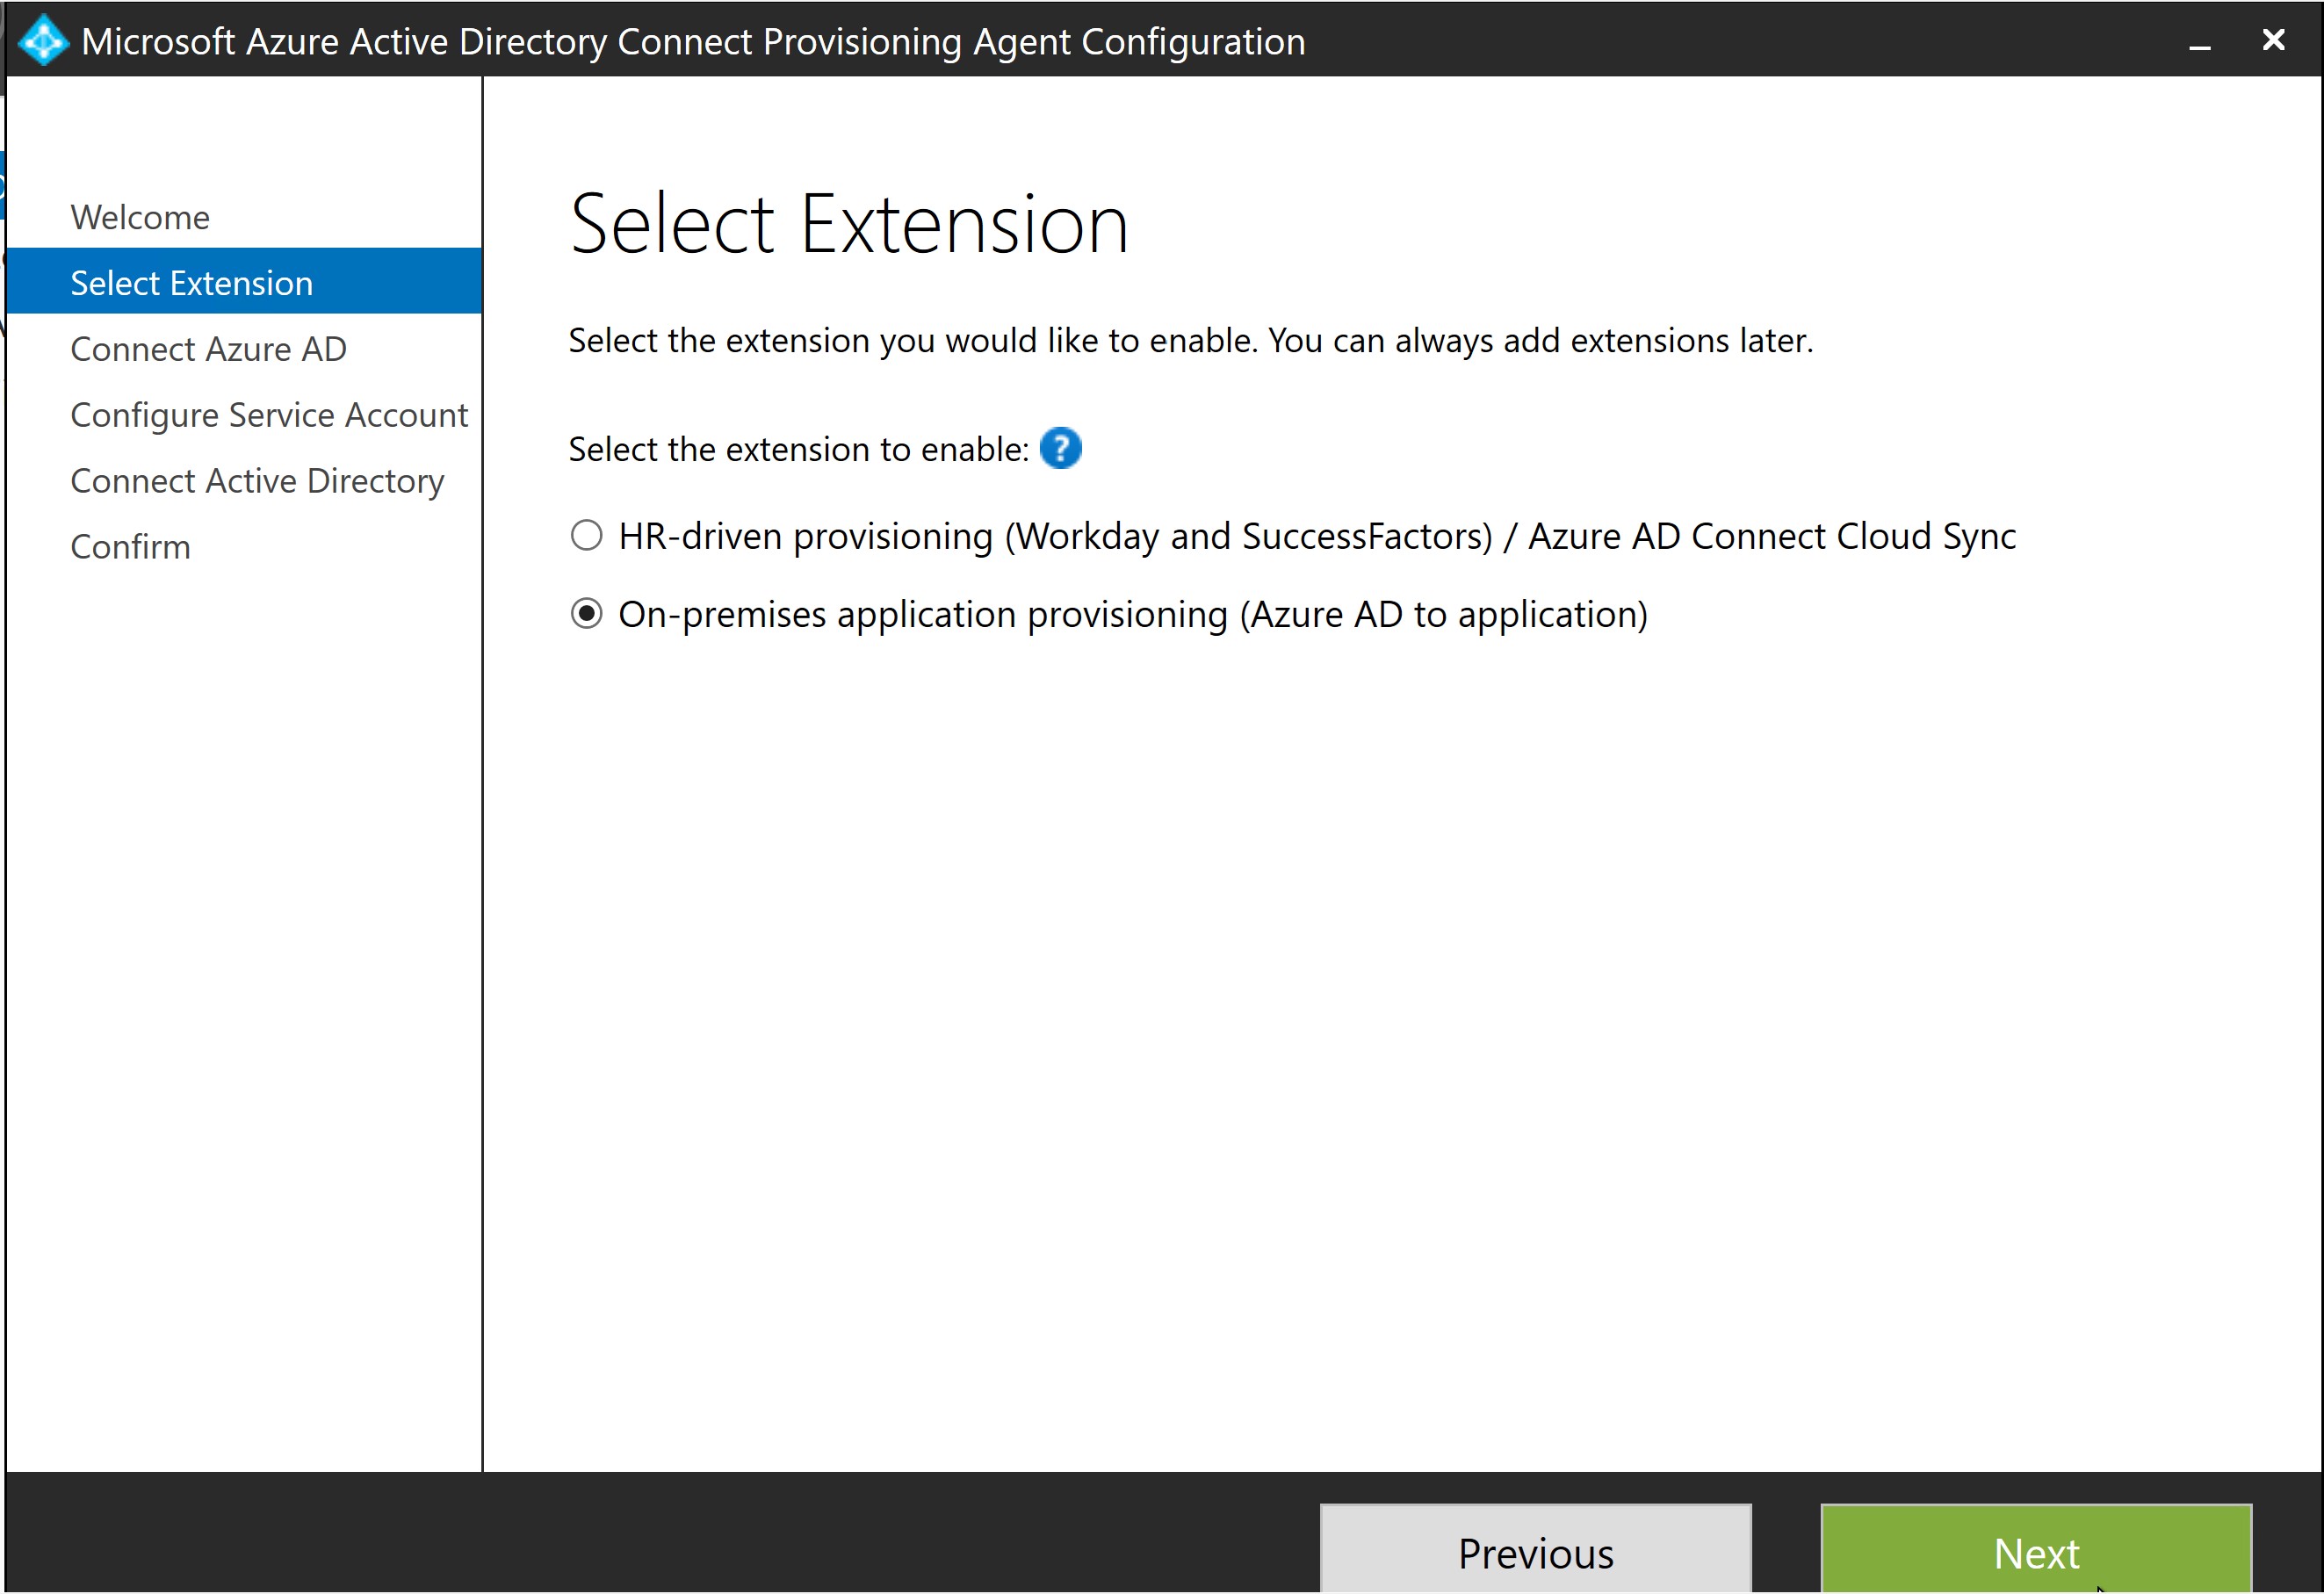 Microsoft Azure Active Directory Connect Provisioning Agent Configuration
Welcome
Select Extension
Connect Azure AD
Configure Service Account
Connect Active Directory
Confirm
Select Extension
Select the extension you would like to enable. You can always add extensions later.
Select the extension to enable: ?
HR-driven provisioning (Workday and SuccessFactors) / Azure AD Connect Cloud Sync
On-premises application provisioning (Azure AD to application)
Previous
Next